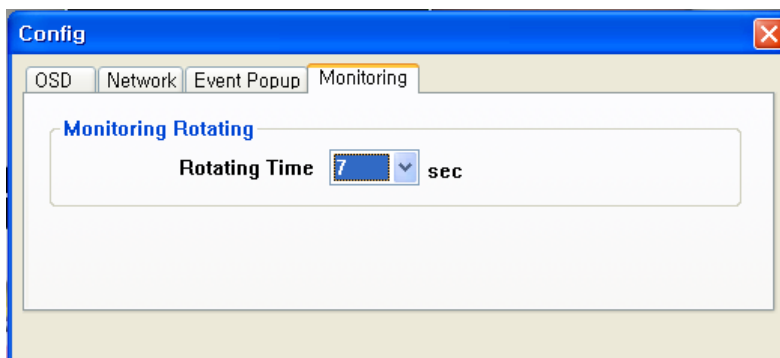 Config
OSD Network Event Popup Monitoring
Monitoring Rotating
Rotating Time 7 sec